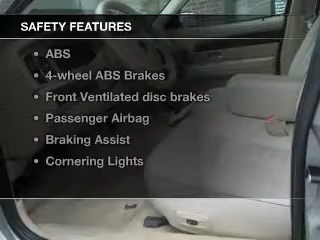 SAFETY FEATURES
• ABS
• 4-wheel ABS Brakes
• Front Ventilated disc brakes
• Passenger Airbag
• Braking Assist
• Cornering Lights